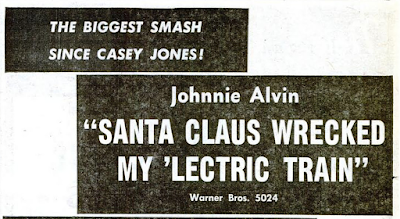 THE BIGGEST SMASH
SINCE CASEY JONES!
Johnnie Alvin
“SANTA CLAUS WRECKED
MY ’LECTRIC TRAIN”
Warner Bros. 5024